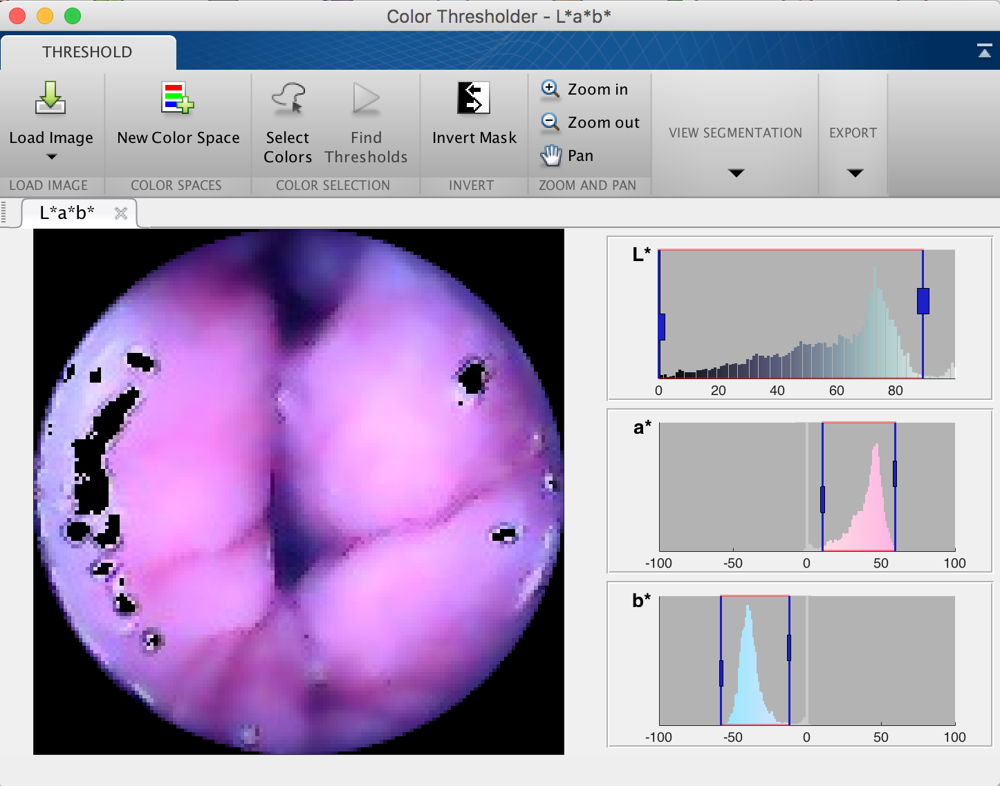 Color Thresholder - L*a*b*
THRESHOLD
Load Image
New Color Space
Select
Colors
Find
Thresholds
Invert Mask
Zoom in
Zoom out
Pan
VIEW SEGMENTATION
EXPORT
LOAD IMAGE
COLOR SPACES
COLOR SELECTION
INVERT
ZOOM AND PAN
L*a*b*
L*
0 20 40 60 80
a*
-100 -50 0 50 100
b*
-100 -50 0 50 100